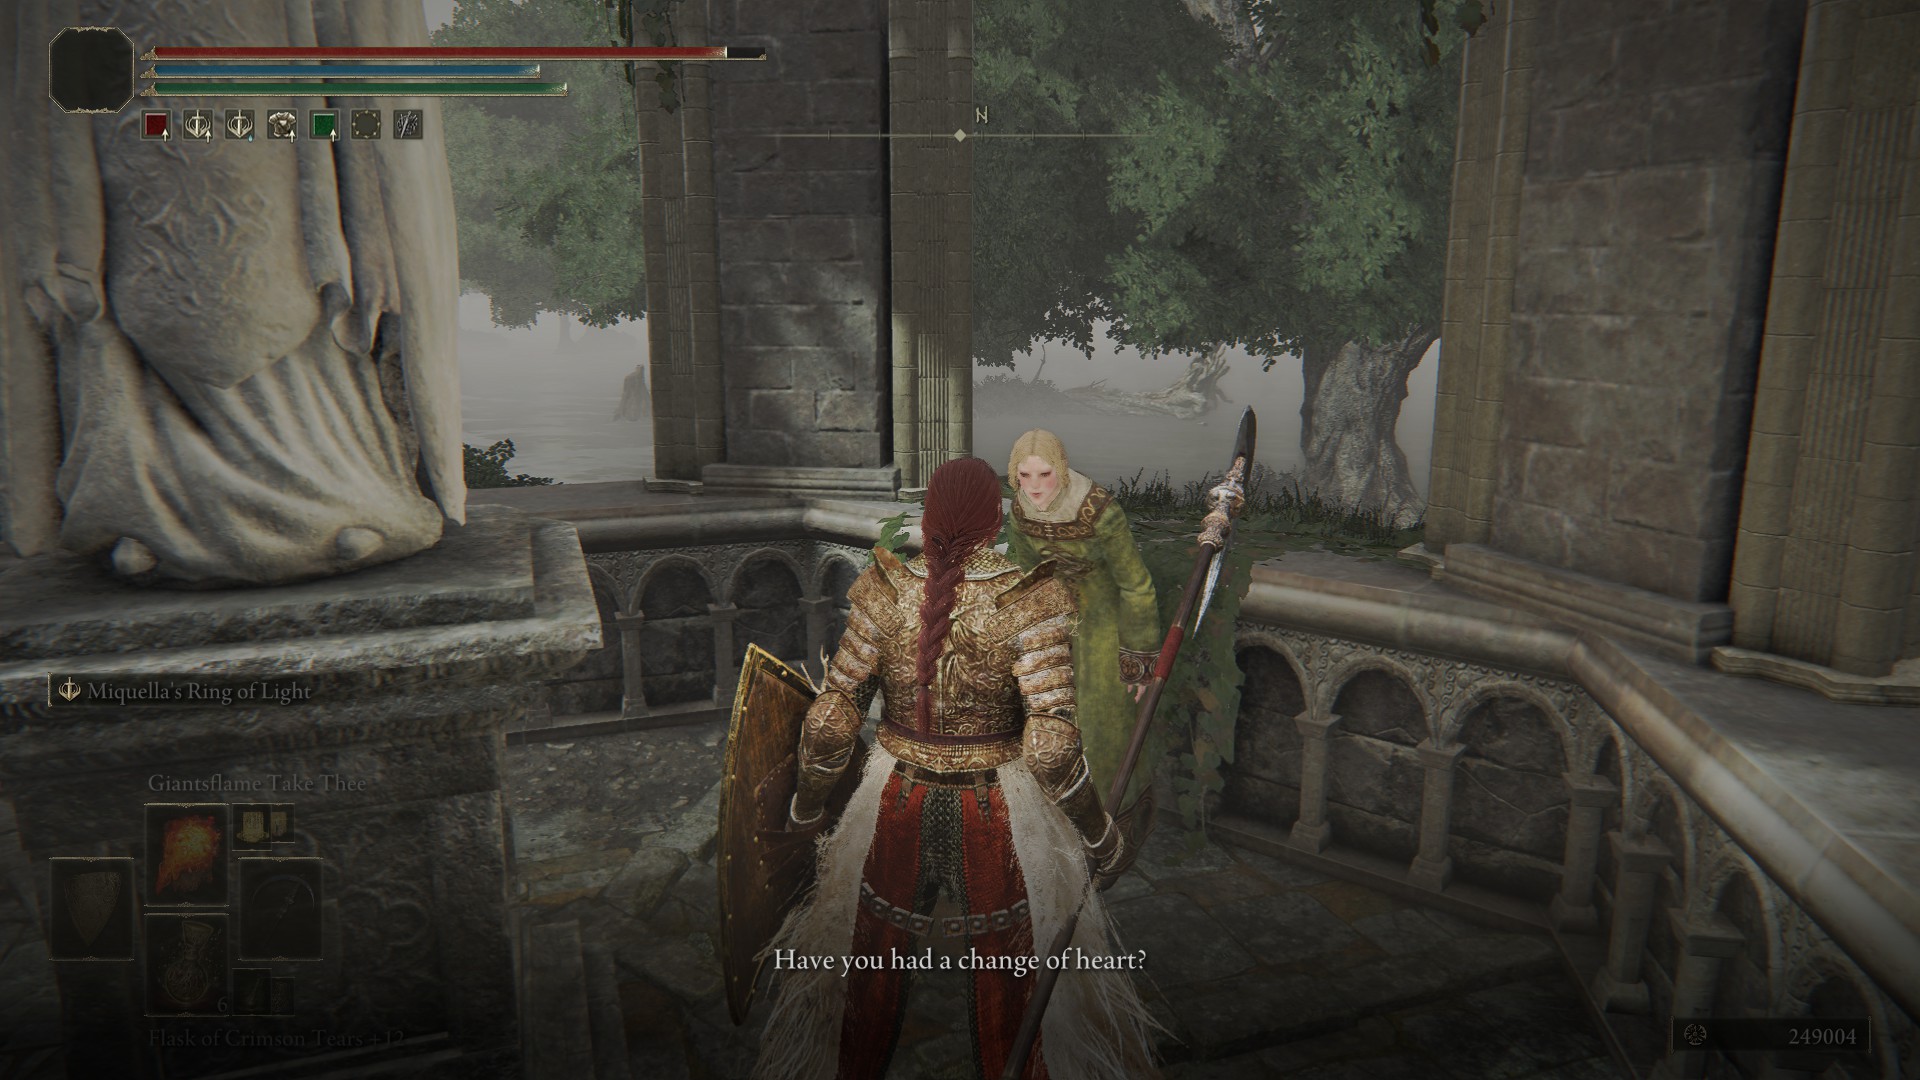 N
Miquella's Ring of Light
Giantsflame Take Thee
6
Flask of Crimson Tears +12
Have you had a change of heart?
249004